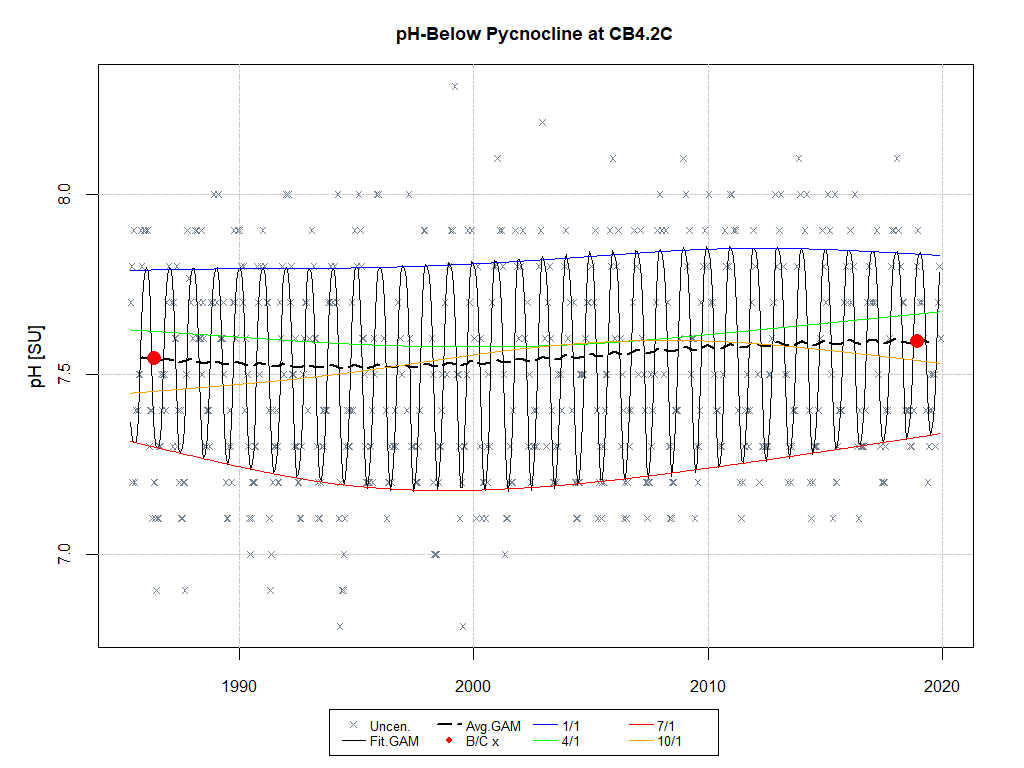 pH-Below Pycnocline at CB4.2C
pH [SU]
8.0
7.5
7.0
1990 2000 2010 2020
Uncen. Avg.GAM 1/1 7/1
Fit.GAM B/C x 4/1 10/1